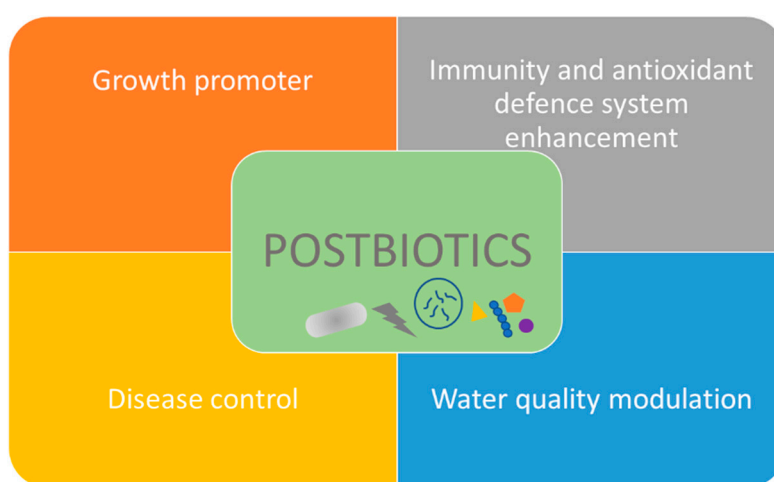 Growth promoter
Immunity and antioxidant
defence system
enhancement
POSTBIOTICS
Disease control
Water quality modulation